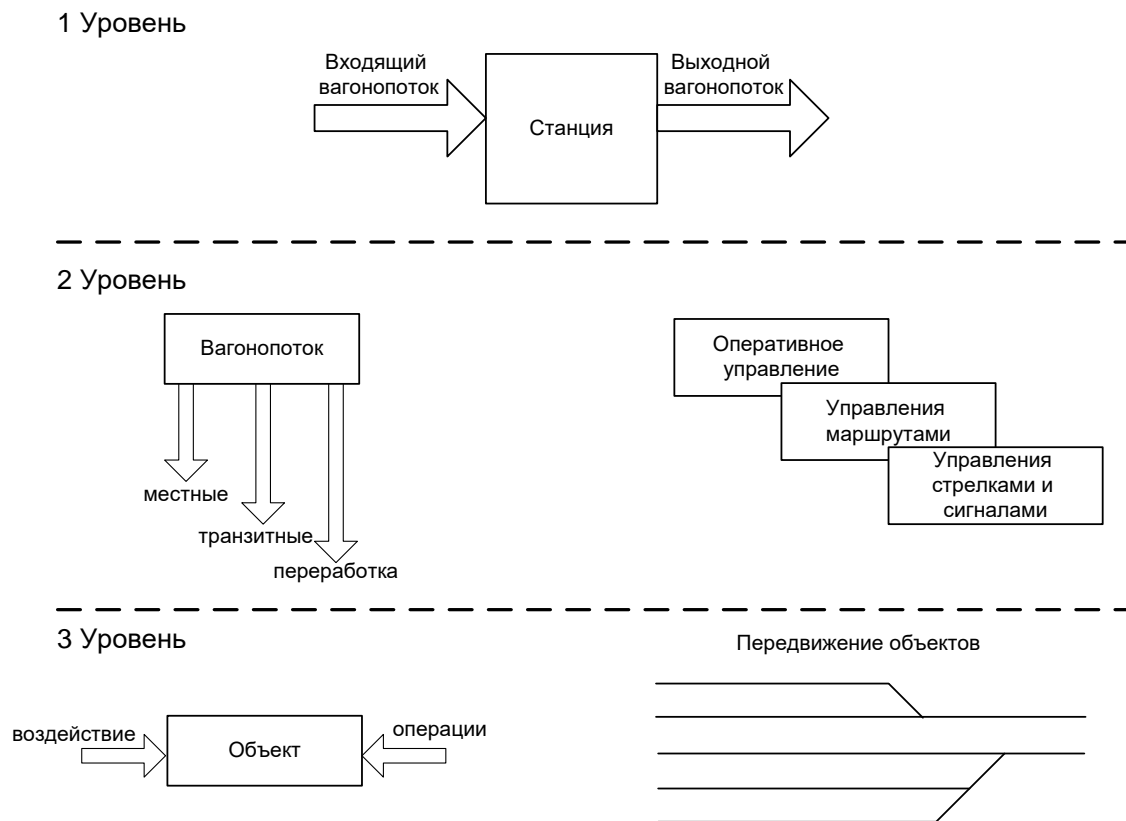 1 Уровень
Входящий
вагонопоток
Станция
Выходной
вагонопоток
2 Уровень
Вагонопоток
местные
транзитные
переработка
Оперативное
управление
Управления
маршрутами
Управления
стрелками и
сигналами
3 Уровень
воздействие
Объект
операции
Передвижение объектов